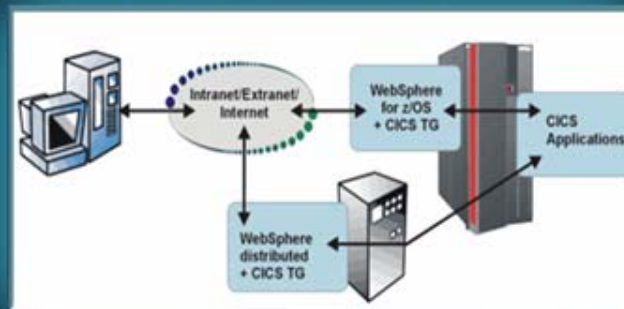 Intranet/Extranet/
Internet
WebSphere
for z/OS
+ CICS TG
CICS
Applications
WebSphere
distributed
+ CICS TG